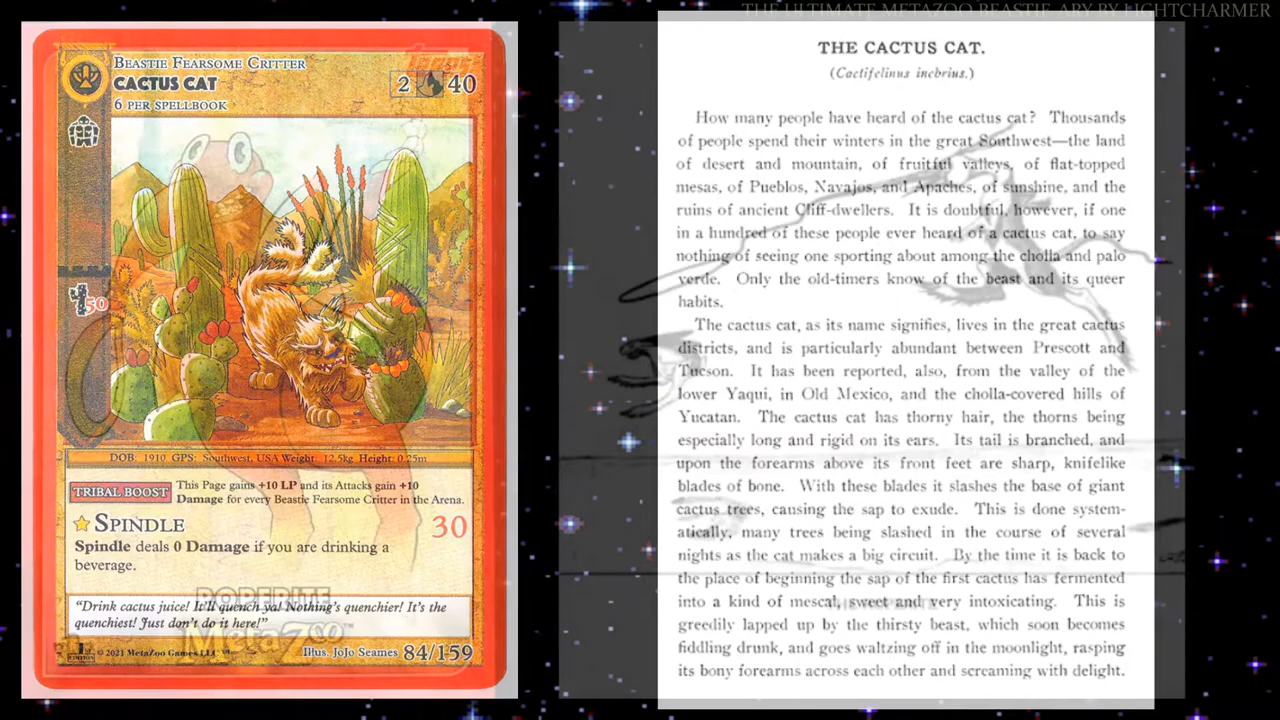 THE ULTIMATE METAZOO BEASTIE-ARY BY LIGHTCHARMER
BEASTIE FEARSOME CRITTER
CACTUS CAT
2 40
6 PER SPELLBOOK
50
DOB: 1910 GPS: Southwest, USA Weight: 12.5kg Height: 0.25m
TRIBAL BOOST This Page gains +10 LP and its Attacks gain +10
Damage for every Beastie Fearsome Critter in the Arena.
SPINDLE 30
Spindle deals 0 Damage if you are drinking a
beverage.
ROPERITE
"Drink cactus juice! It'll quench ya! Nothing's quenchier! It's the
quenchiest! Just don't do it here!"
MetaZoo™
1st EDITION © 2021 MetaZoo Games LLC Illus. JoJo Seames 84/159
THE CACTUS CAT.
(Cactifelinus inebrius.)
How many people have heard of the cactus cat? Thousands
of people spend their winters in the great Southwest—the land
of desert and mountain, of fruitful valleys, of flat-topped
mesas, of Pueblos, Navajos, and Apaches, of sunshine, and the
ruins of ancient Cliff-dwellers. It is doubtful, however, if one
in a hundred of these people ever heard of a cactus cat, to say
nothing of seeing one sporting about among the cholla and palo
verde. Only the old-timers know of the beast and its queer
habits.
The cactus cat, as its name signifies, lives in the great cactus
districts, and is particularly abundant between Prescott and
Tucson. It has been reported, also, from the valley of the
lower Yaqui, in Old Mexico, and the cholla-covered hills of
Yucatan. The cactus cat has thorny hair, the thorns being
especially long and rigid on its ears. Its tail is branched, and
upon the forearms above its front feet are sharp, knifelike
blades of bone. With these blades it slashes the base of giant
cactus trees, causing the sap to exude. This is done system-
atically, many trees being slashed in the course of several
nights as the cat makes a big circuit. By the time it is back to
the place of beginning the sap of the first cactus has fermented
into a kind of mescal, sweet and very intoxicating. This is
greedily lapped up by the thirsty beast, which soon becomes
fiddling drunk, and goes waltzing off in the moonlight, rasping
its bony forearms across each other and screaming with delight.